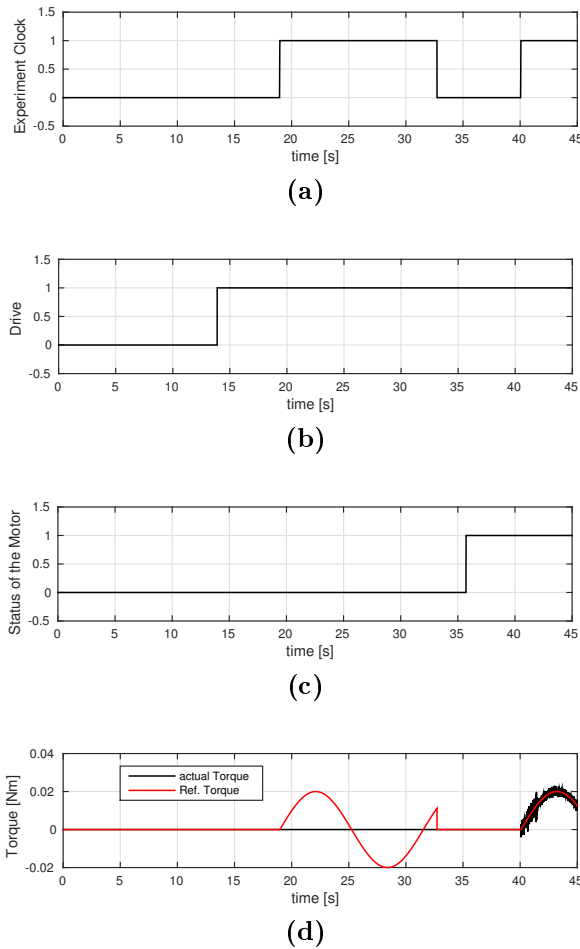 Experiment Clock
1.5
1
0.5
0
-0.5
0 5 10 15 20 25 30 35 40 45
time [s]
(a)
Drive
1.5
1
0.5
0
-0.5
0 5 10 15 20 25 30 35 40 45
time [s]
(b)
Status of the Motor
1.5
1
0.5
0
-0.5
0 5 10 15 20 25 30 35 40 45
time [s]
(c)
Torque [Nm]
0.04
0.02
0
-0.02
actual Torque
Ref. Torque
0 5 10 15 20 25 30 35 40 45
time [s]
(d)